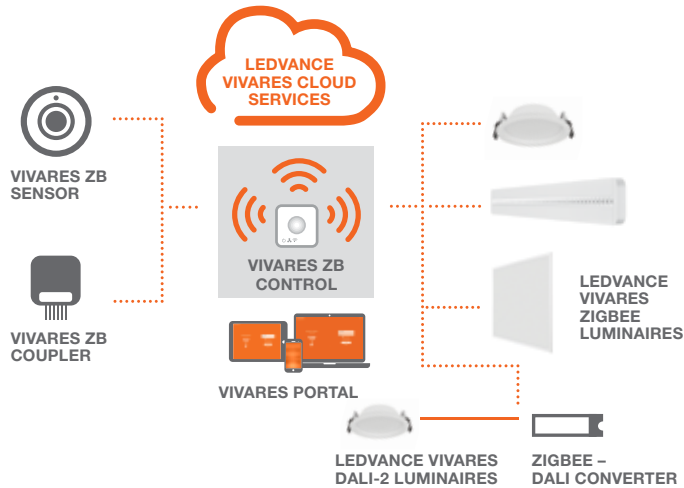 LEDVANCE
VIVARES CLOUD
SERVICES
VIVARES ZB
SENSOR
VIVARES ZB
CONTROL
VIVARES ZB
COUPLER
LEDVANCE
VIVARES
ZIGBEE
LUMINAIRES
VIVARES PORTAL
LEDVANCE VIVARES
DALI-2 LUMINAIRES
ZIGBEE –
DALI CONVERTER